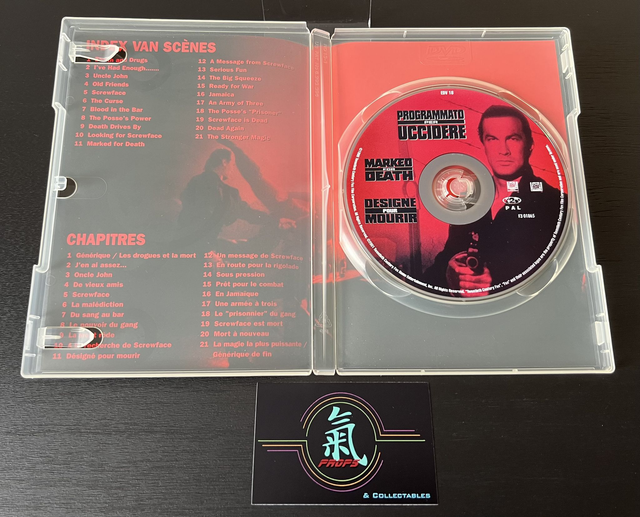 INDEX VAN SCÈNES
Drugs
2 I've Had Enough......
3 Uncle John
4 Old Friends
5 Screwface
6 The Curse
7 Blood in the Bar
8 The Posse's Power
9 Death Drives By
10 Looking for Screwface
11 Marked for Death
12 A Message from
13 Serious Fun
14 The Big Squeeze
15 Ready for War
16 Jamaica
17 An Army of Three
18 The Posse's "Prisoner"
19 Screwface is Dead
20 Dead Again
21 The Stronger Magic
CHAPITRES
1 Générique / Les drogues et la mort
2 J'en ai assez...
3 Oncle John
4 De vieux amis
5 Screwface
6 La malédiction
7 Du sang au bar
8 Le pouvoir du gang
9
10 recherche de Screwface
11 Désigné pour mourir
12 Un message de Screwface
13 En route pour la rigolade
14 Sous pression
15 Prêt pour le combat
16 En Jamaïque
17 Une armée à trois
18 Le "prisonnier" du gang
19 Screwface est mort
20 Mort à nouveau
21 La magie la plus puissante /
Générique de fin
PROGRAMMATO
PER
UCCIDERE
MARKED
FOR
DEATH
DESIGNE
POUR
MOURIR
PAL
氣
PROPS
& COLLECTABLES